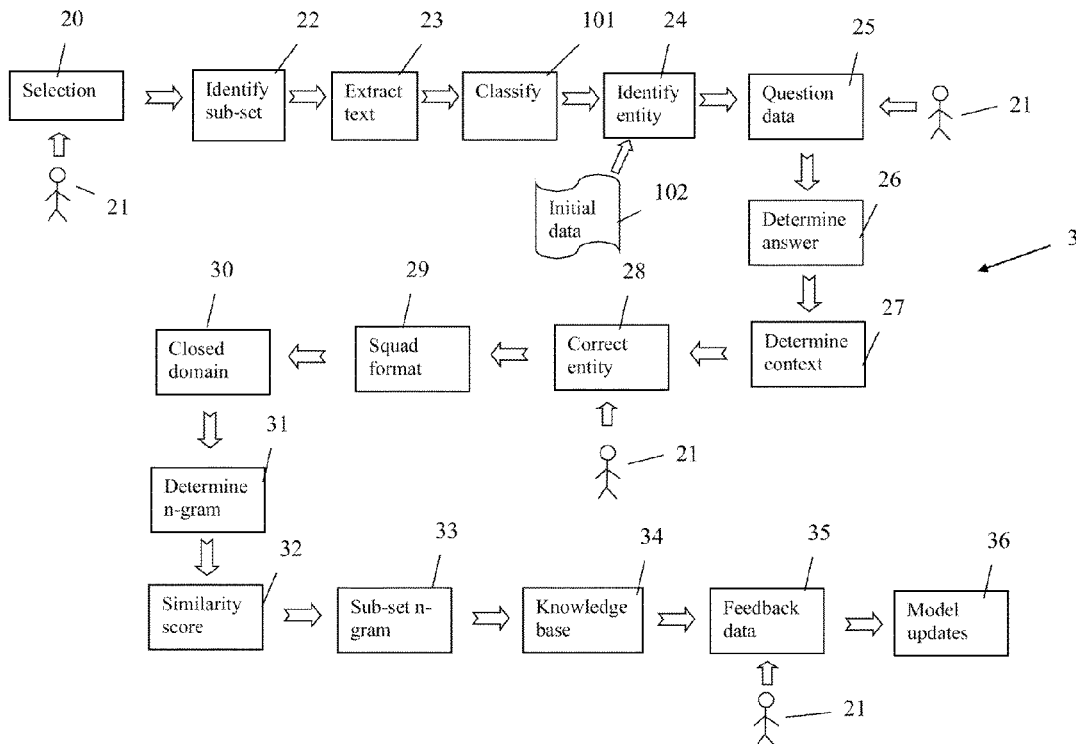 20
22
23
101
24
25
Selection
Identify
sub-set
Extract
text
Classify
Identify
entity
Question
data
21
21
Initial
data
102
26
Determine
answer
3
30
29
28
27
Closed
domain
Squad
format
Correct
entity
Determine
context
31
21
Determine
n-gram
32
33
34
35
36
Similarity
score
Sub-set n-
gram
Knowledge
base
Feedback
data
Model
updates
21